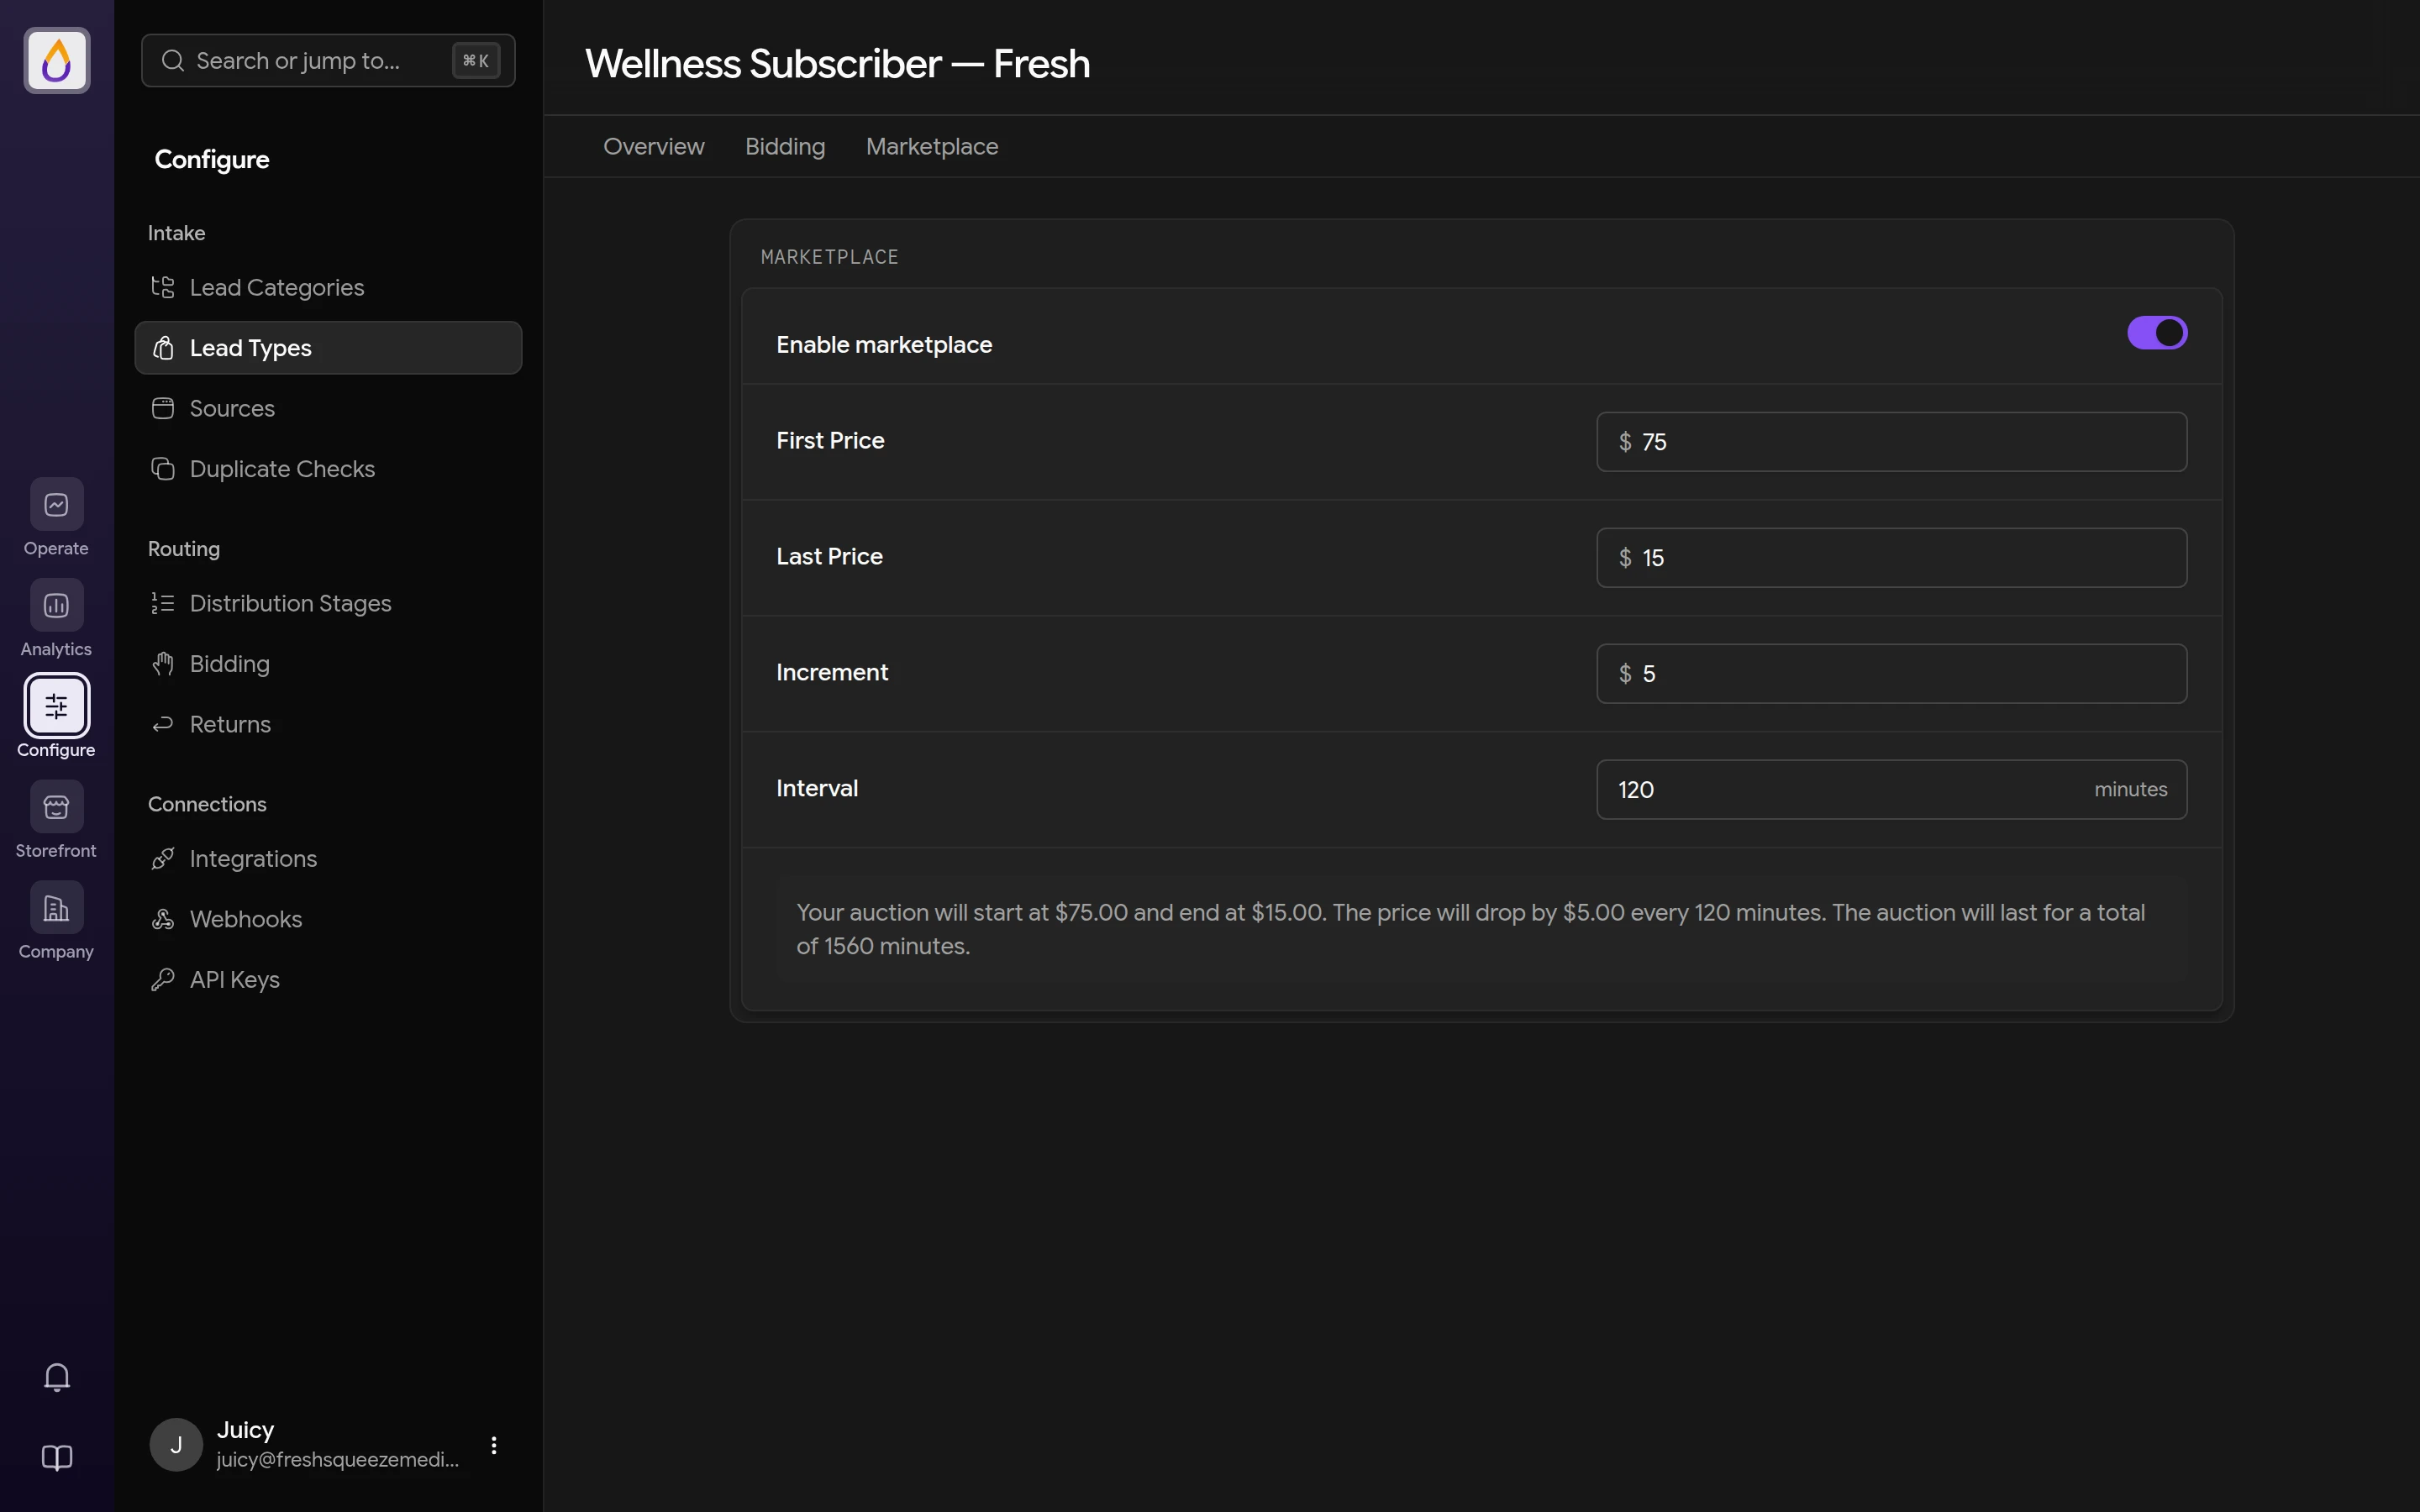 Search or jump to...
⌘ K
Configure
Intake
Lead Categories
Lead Types
Sources
Duplicate Checks
Routing
Distribution Stages
Bidding
Returns
Connections
Integrations
Webhooks
API Keys
Operate
Analytics
Configure
Storefront
Company
J
Juicy
juicy@freshsqueezemedi...
Wellness Subscriber — Fresh
Overview
Bidding
Marketplace
MARKETPLACE
Enable marketplace
First Price
$ 75
Last Price
$ 15
Increment
$ 5
Interval
120 minutes
Your auction will start at $75.00 and end at $15.00. The price will drop by $5.00 every 120 minutes. The auction will last for a total
of 1560 minutes.